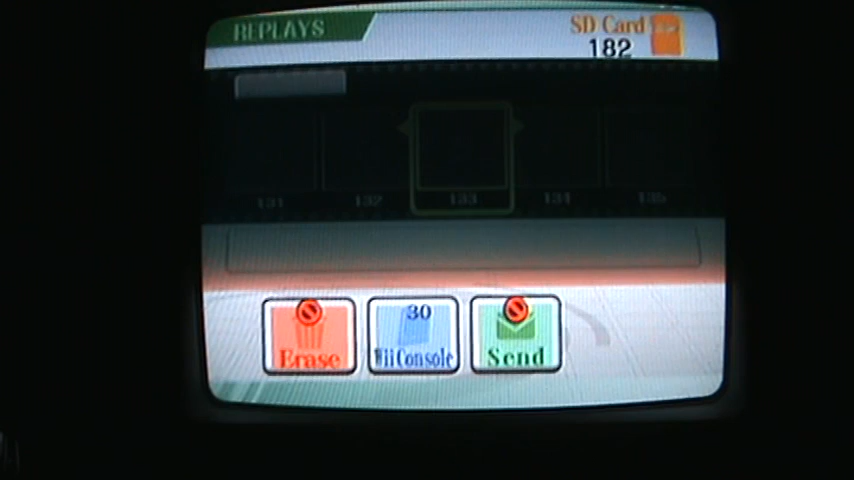 REPLAYS
SD Card
182
131 132 133 134 135
30
Erase Wii Console Send